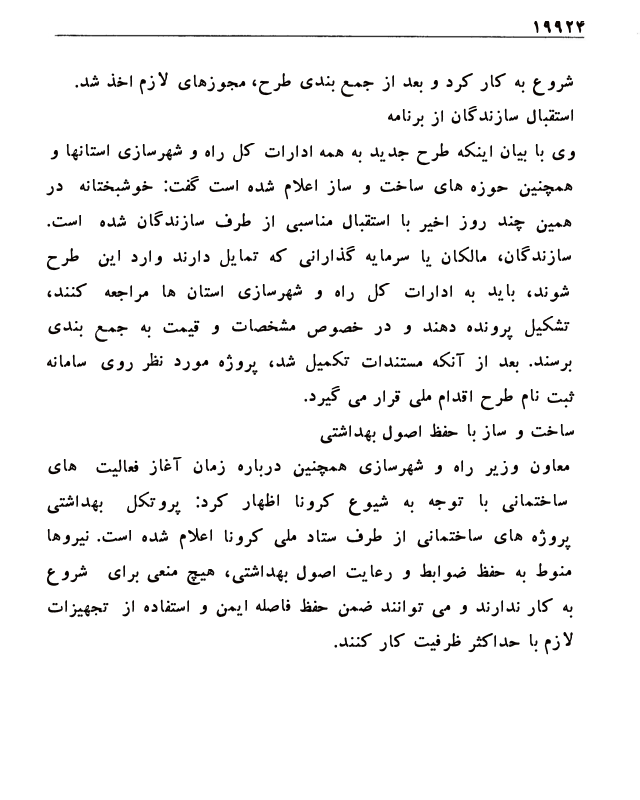 ۱۹۹۲۴
شروع به کار کرد و بعد از جمع بندی طرح، مجوزهای لازم اخذ شد.
استقبال سازندگان از برنامه
وی با بیان اینکه طرح جدید به همه ادارات کل راه و شهرسازی استانها و
همچنین حوزه های ساخت و ساز اعلام شده است گفت: خوشبختانه در
همین چند روز اخیر با استقبال مناسبی از طرف سازندگان شده است.
سازندگان، مالکان یا سرمایه گذارانی که تمایل دارند وارد این طرح
شوند، باید به ادارات کل راه و شهرسازی استان ها مراجعه کنند،
تشکیل پرونده دهند و در خصوص مشخصات و قیمت به جمع بندی
برسند. بعد از آنکه مستندات تکمیل شد، پروژه مورد نظر روی سامانه
ثبت نام طرح اقدام ملی قرار می گیرد.
ساخت و ساز با حفظ اصول بهداشتی
معاون وزیر راه و شهرسازی همچنین درباره زمان آغاز فعالیت های
ساختمانی با توجه به شیوع کرونا اظهار کرد: پروتکل بهداشتی
پروژه های ساختمانی از طرف ستاد ملی کرونا اعلام شده است. نیروها
منوط به حفظ ضوابط و رعایت اصول بهداشتی، هیچ منعی برای شروع
به کار ندارند و می توانند ضمن حفظ فاصله ایمن و استفاده از تجهیزات
لازم با حداکثر ظرفیت کار کنند.